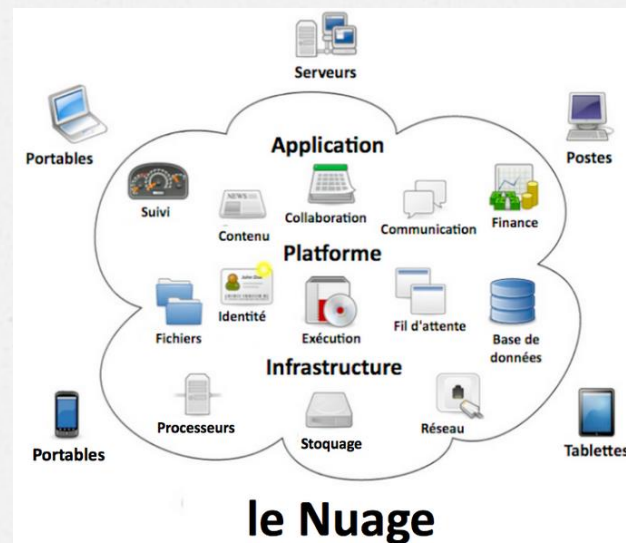 Serveurs
Portables
Postes
Application
Suivi
NEWS
Contenu
Collaboration
Communication
Finance
Platforme
Fichiers
Identité
Exécution
Fil d'attente
Base de
données
Infrastructure
Processeurs
Stoquage
Réseau
Portables
Tablettes
le Nuage